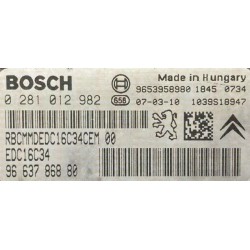 BOSCH
Made in Hungary
9653958980 1845 0734
0 281 012 982
658
07-03-10
1039S18947
RBCMMDEDC16C34CEM 00
EDC16C34
96 637 868 80